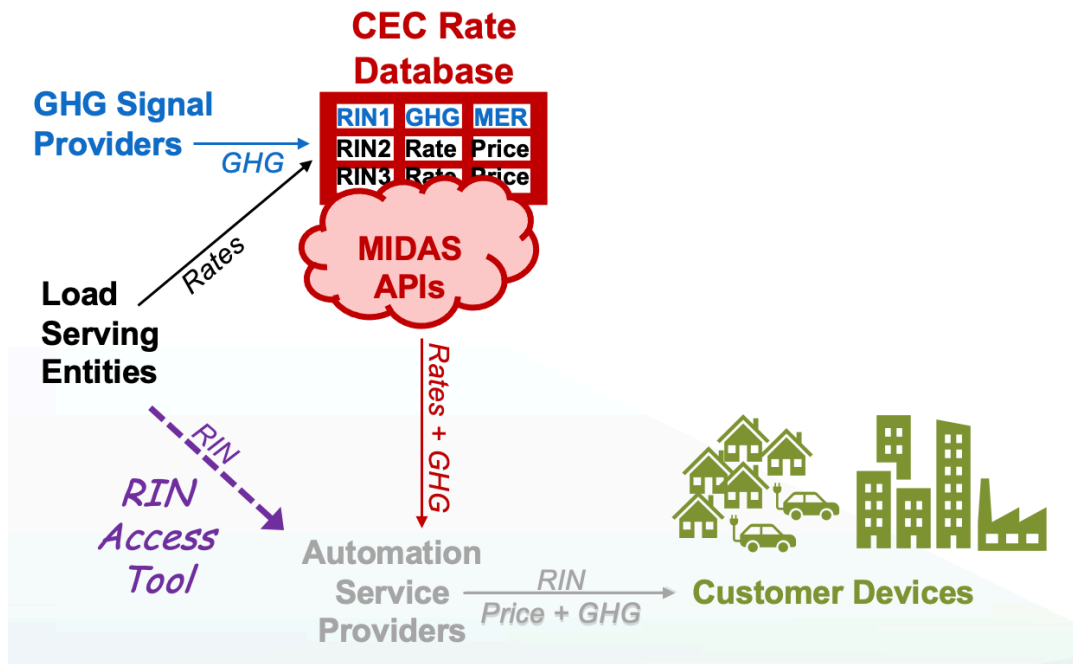 CEC Rate
Database
GHG Signal
Providers
GHG
RIN1 GHG MER
RIN2 Rate Price
RIN3 Rate Price
MIDAS
APIs
Rates
Load
Serving
Entities
Rates + GHG
RIN
RIN
Access
Tool
Automation
Service
Providers
RIN
Price + GHG
Customer Devices